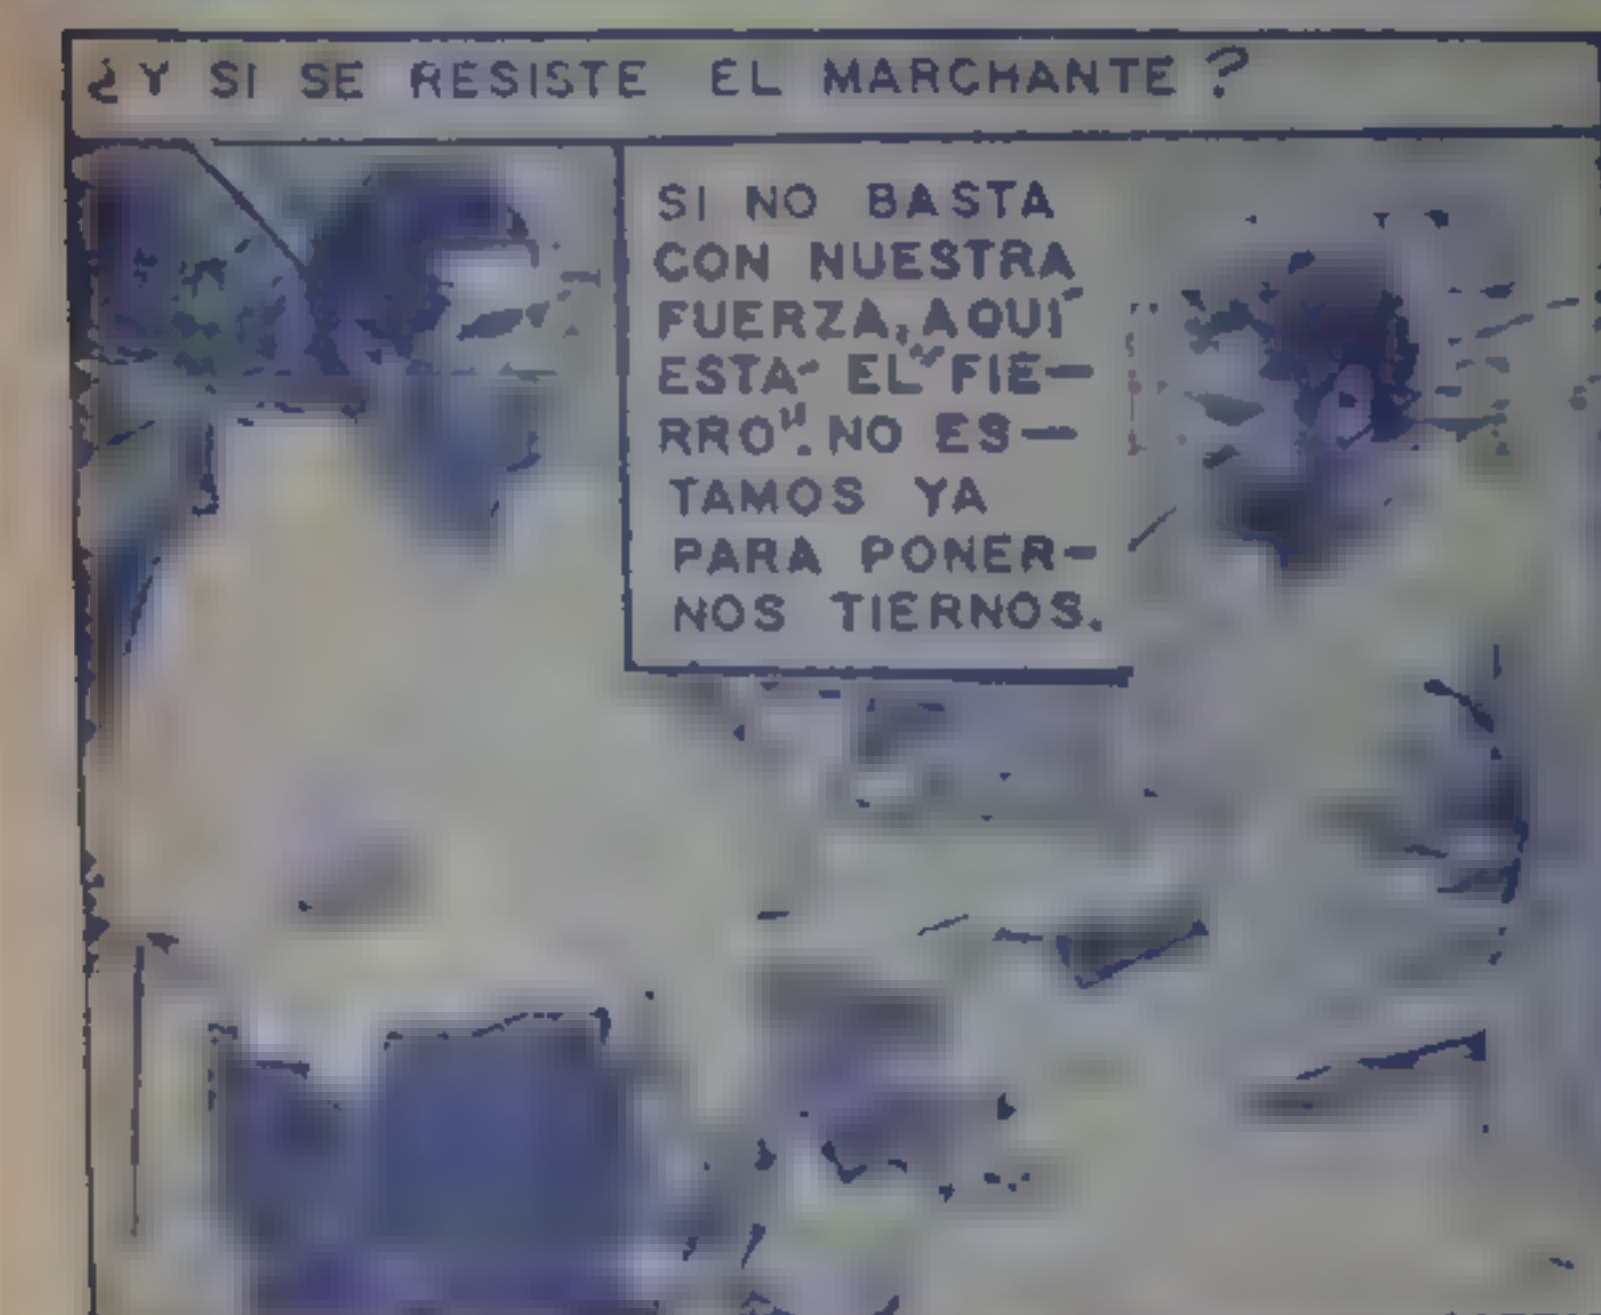 ¿Y SI SE RESISTE EL MARCHANTE?
SI NO BASTA
CON NUESTRA
FUERZA, AQUÍ
ESTA EL "FIE-
RRO". NO ES-
TAMOS YA
PARA PONER-
NOS TIERNOS.